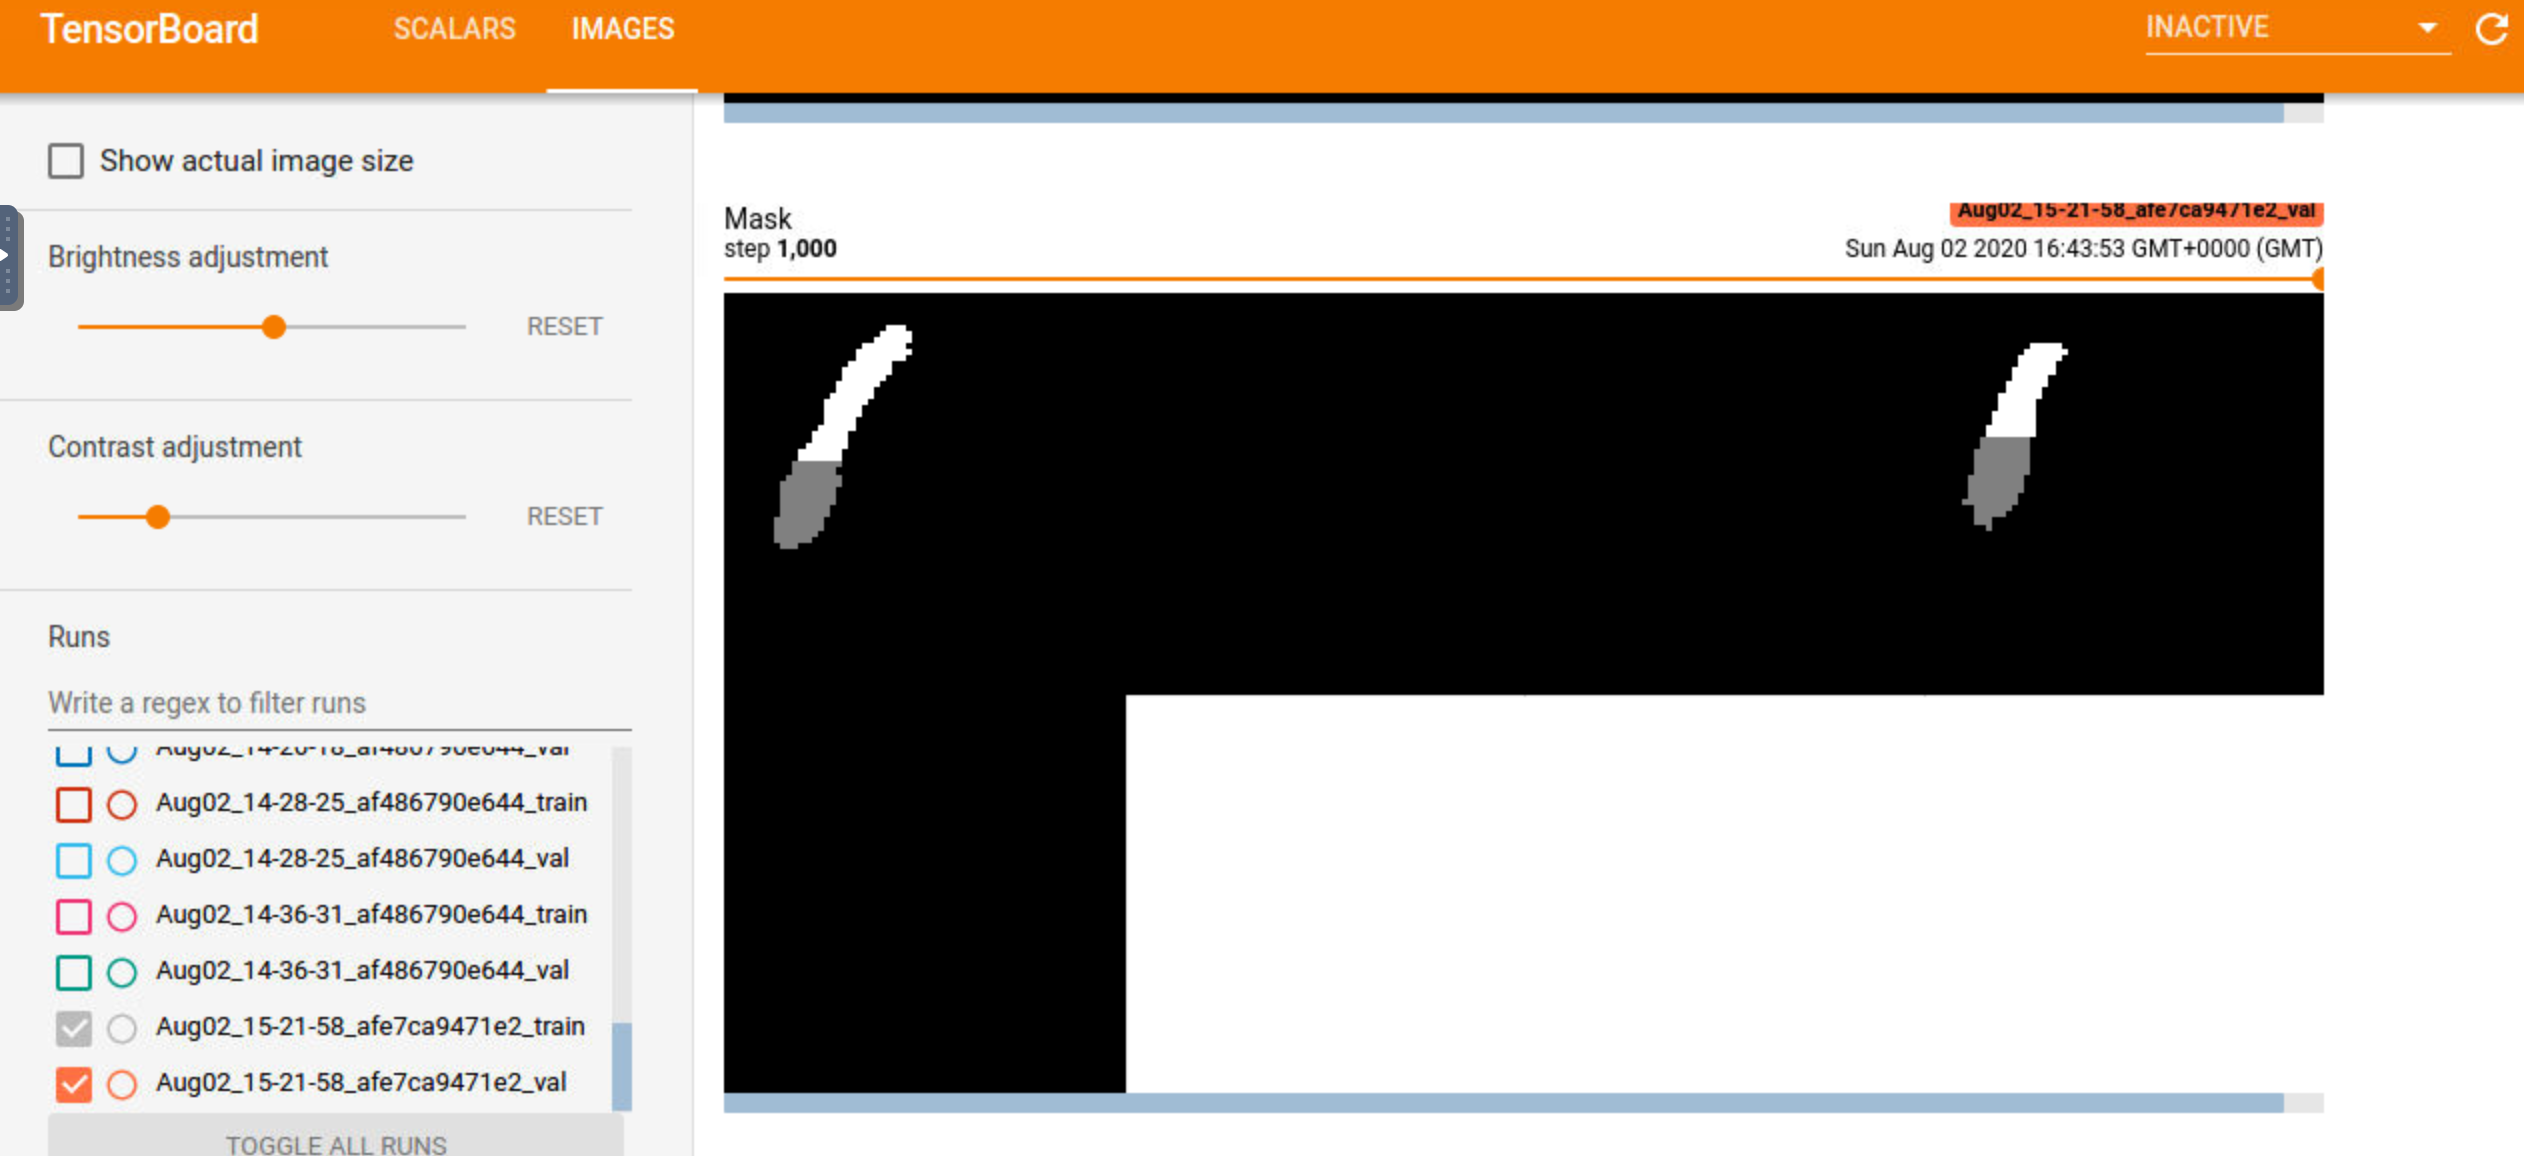 TensorBoard SCALARS IMAGES INACTIVE
Show actual image size
Brightness adjustment
RESET
Contrast adjustment
RESET
Runs
Write a regex to filter runs
Aug02_14-28-25_af486790e644_train
Aug02_14-28-25_af486790e644_val
Aug02_14-36-31_af486790e644_train
Aug02_14-36-31_af486790e644_val
Aug02_15-21-58_afe7ca9471e2_train
Aug02_15-21-58_afe7ca9471e2_val
TOGGLE ALL RUNS
Mask
step 1,000
Aug02_15-21-58_afe7ca9471e2_val
Sun Aug 02 2020 16:43:53 GMT+0000 (GMT)